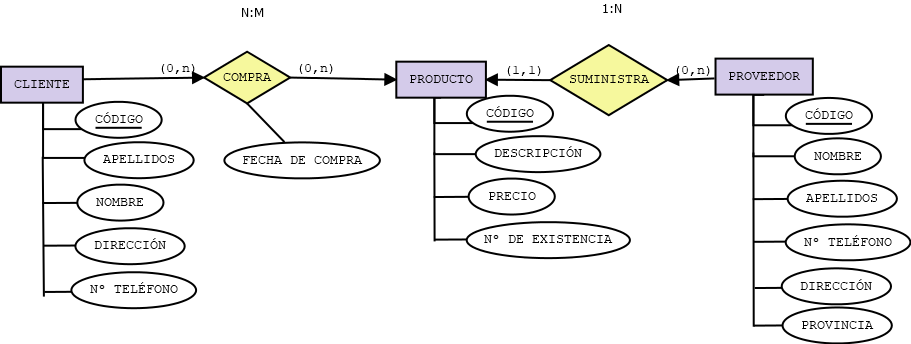 N:M
1:N
CLIENTE
(0,n)
COMPRA
(0,n)
PRODUCTO
(1,1)
SUMINISTRA
(0,n)
PROVEEDOR
CÓDIGO
APELLIDOS
NOMBRE
DIRECCIÓN
Nº TELÉFONO
FECHA DE COMPRA
CÓDIGO
DESCRIPCIÓN
PRECIO
Nº DE EXISTENCIA
CÓDIGO
NOMBRE
APELLIDOS
Nº TELÉFONO
DIRECCIÓN
PROVINCIA